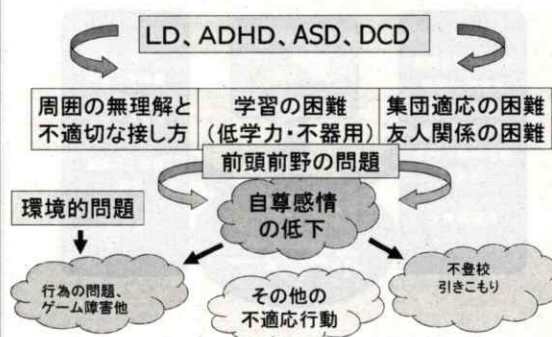 LD、ADHD、ASD、DCD
周囲の無理解と
不適切な接し方
学習の困難
(低学力・不器用)
集団適応の困難
友人関係の困難
前頭前野の問題
環境的問題
自尊感情
の低下
行為の問題、
ゲーム障害他
その他の
不適応行動
不登校
引きこもり